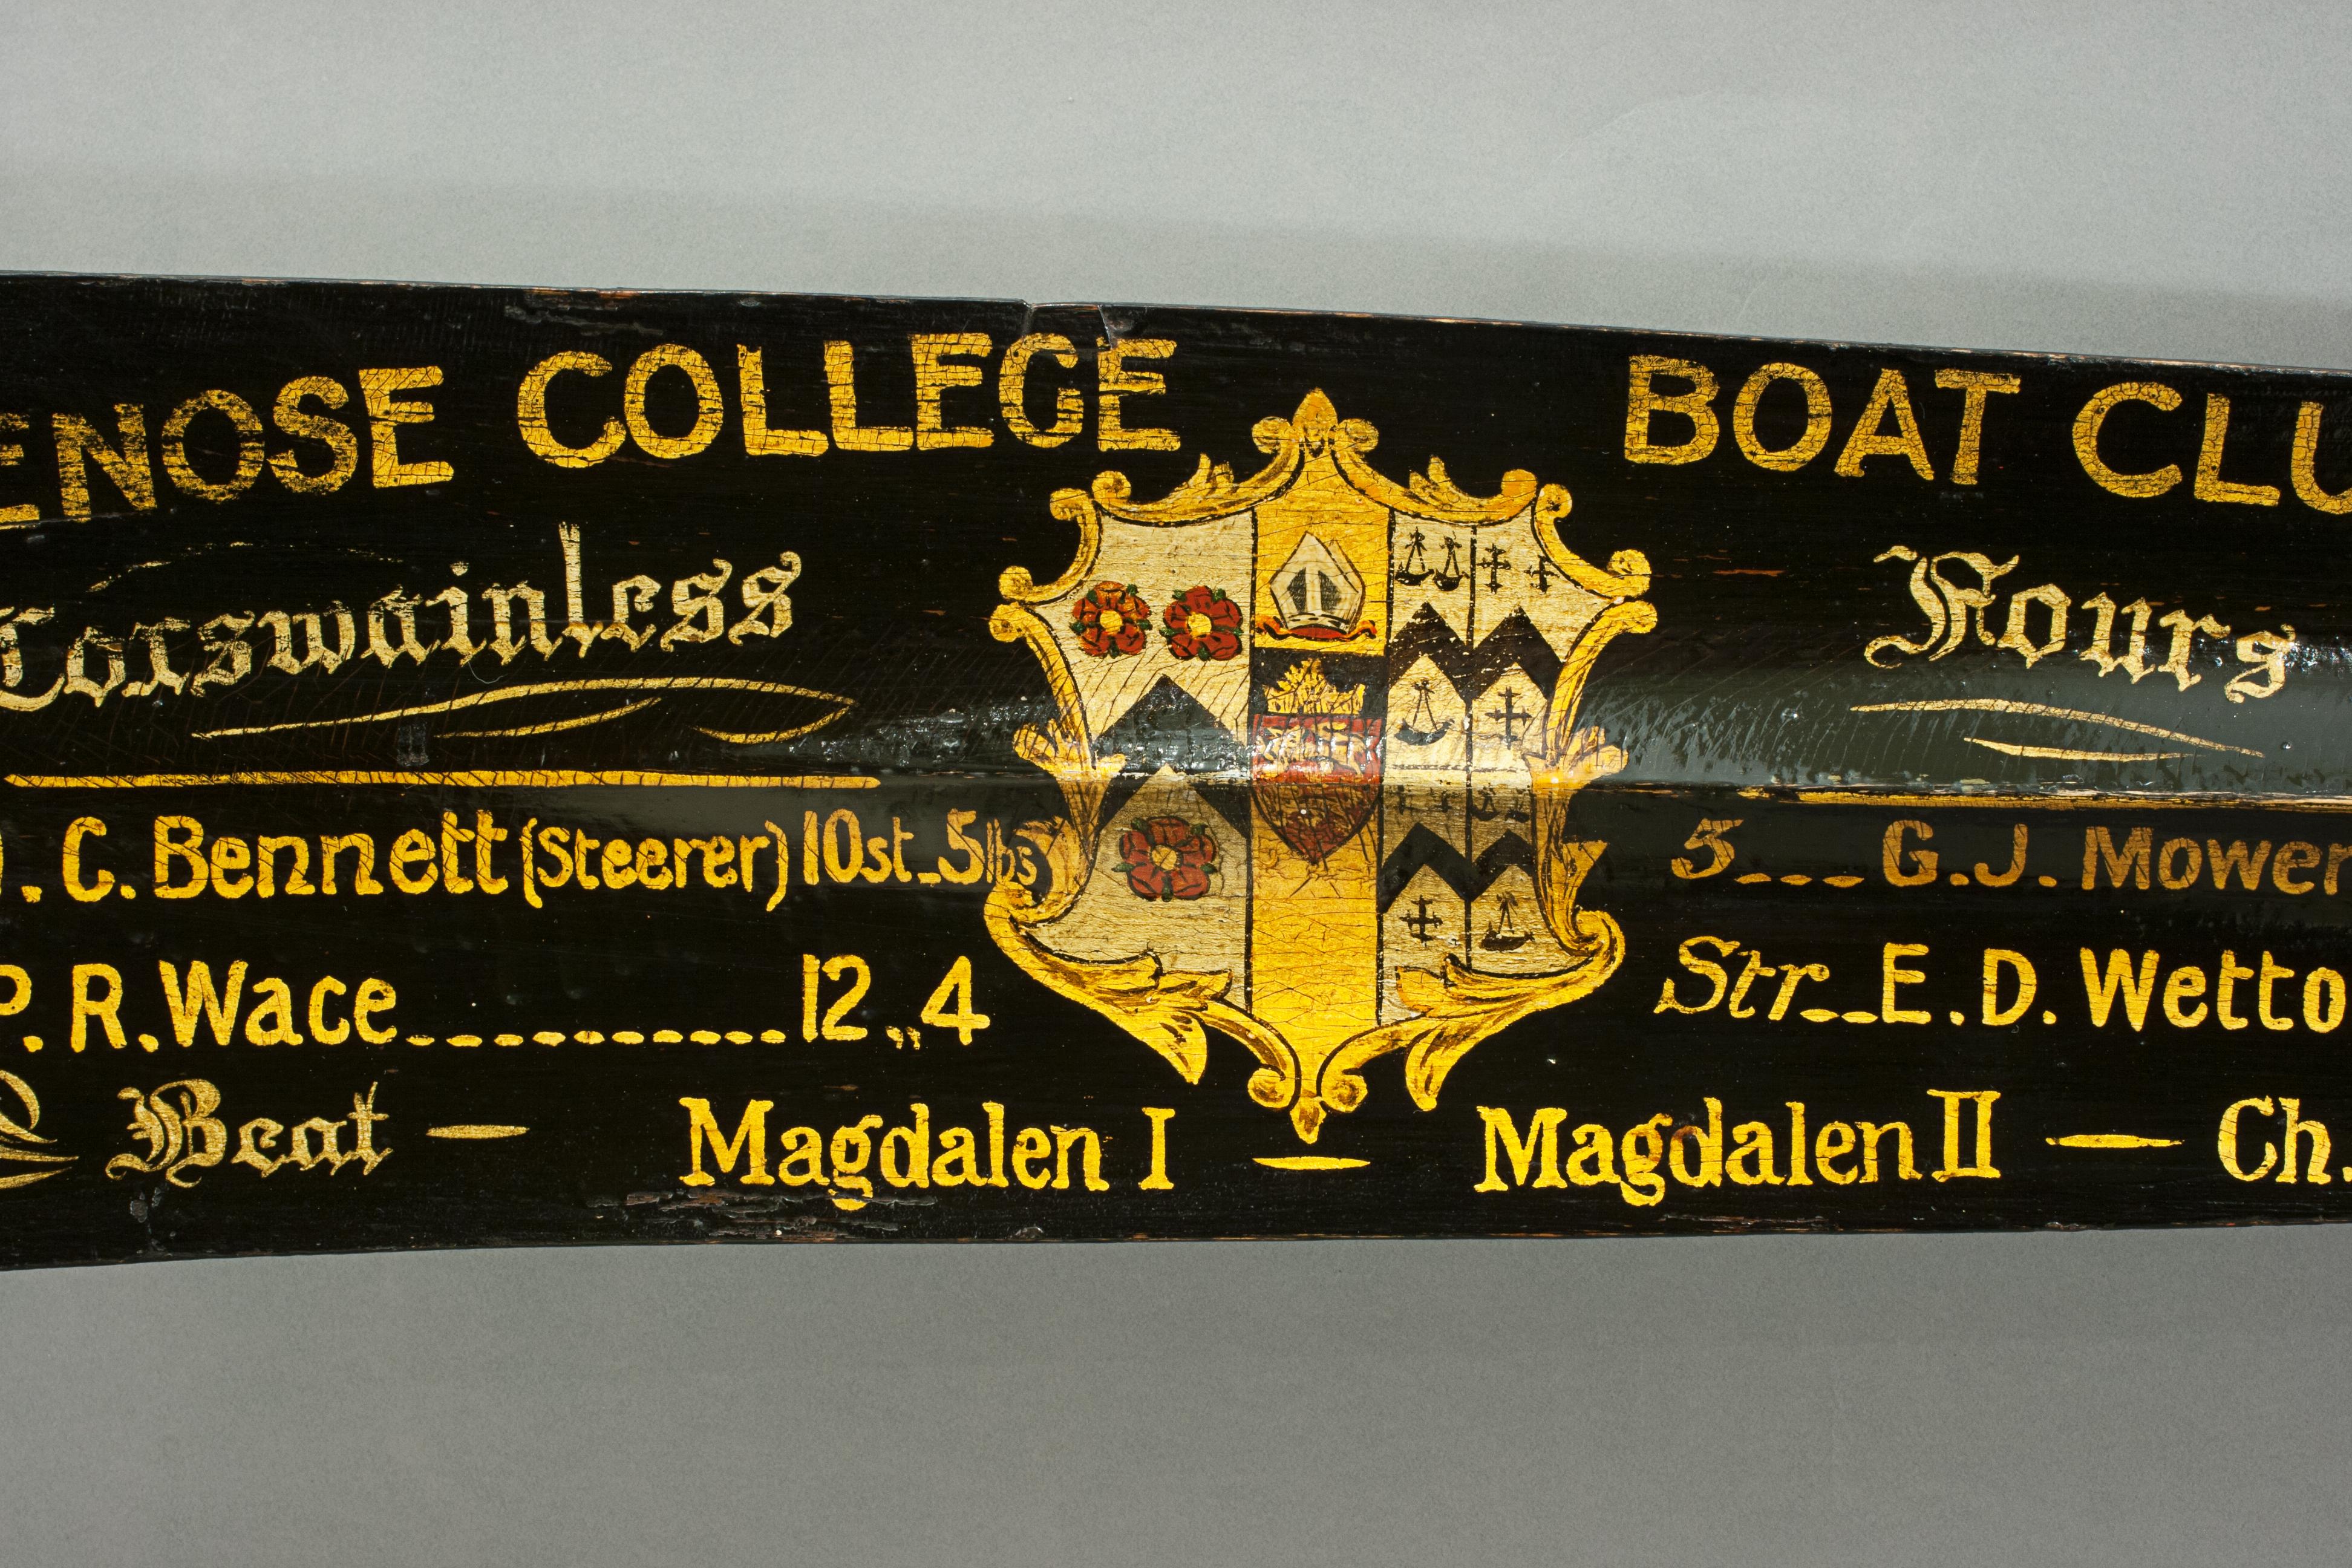 ENOSE COLLEGE BOAT CLU
Coxswainless Fours
. C. Bennett (Steerer) 10st..5lbs 3 G.J. Mower
P. R. Wace 12..4 Str E. D. Wetto
Beat — Magdalen I — Magdalen II — Ch.